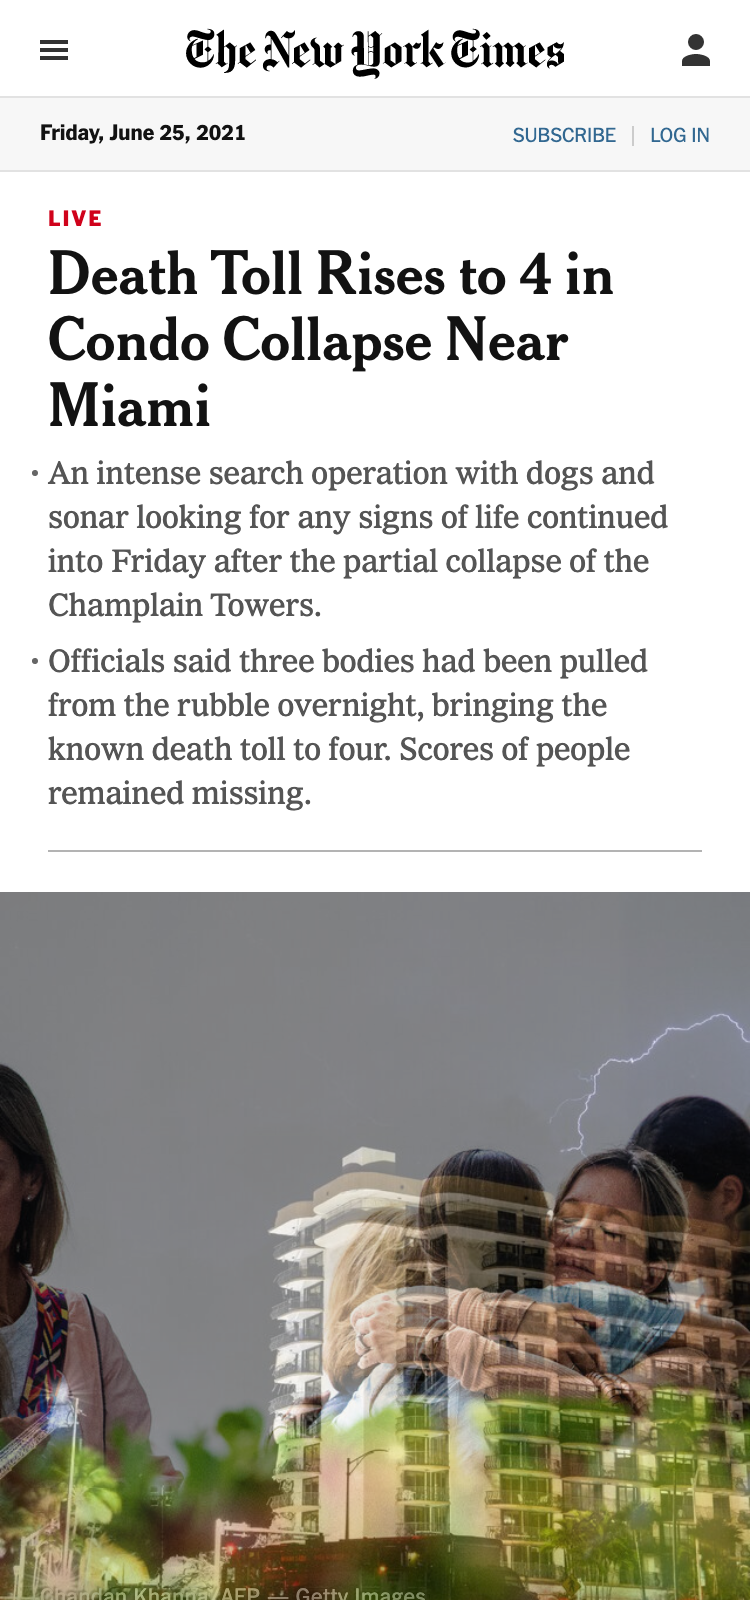 The New York Times
Friday, June 25, 2021
SUBSCRIBE | LOG IN
LIVE
Death Toll Rises to 4 in
Condo Collapse Near
Miami
• An intense search operation with dogs and
sonar looking for any signs of life continued
into Friday after the partial collapse of the
Champlain Towers.
• Officials said three bodies had been pulled
from the rubble overnight, bringing the
known death toll to four. Scores of people
remained missing.
Chandan Khanna/AFP — Getty Images